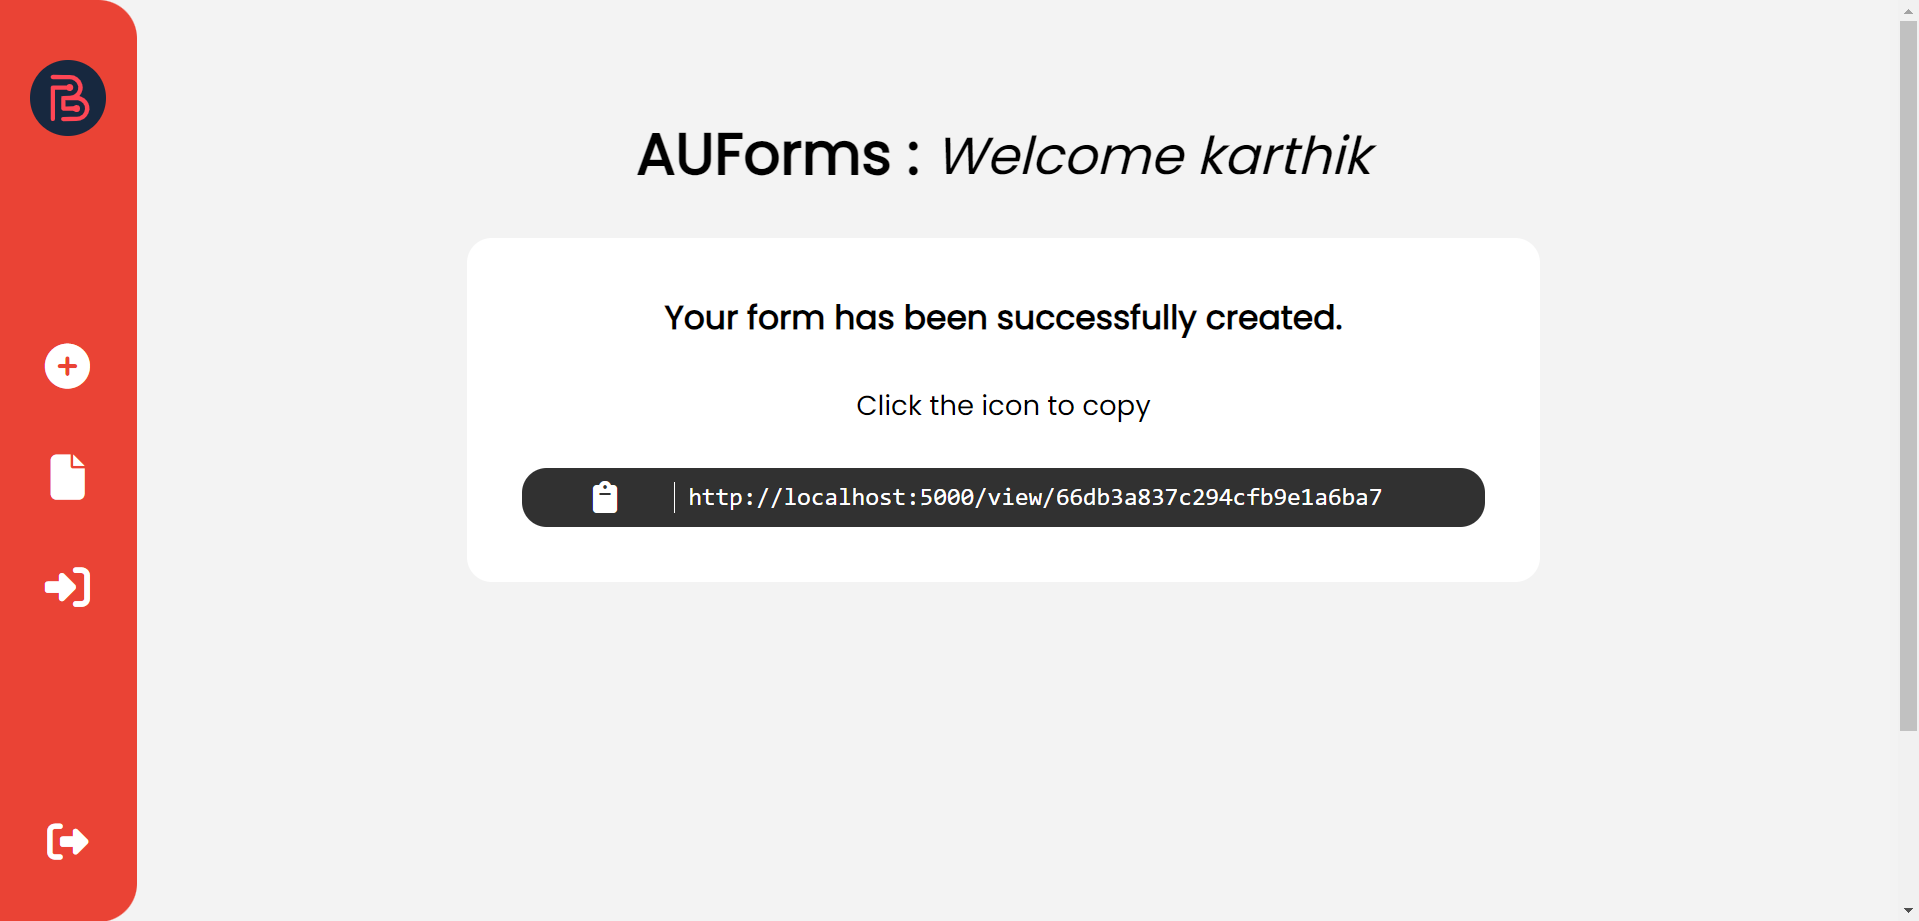 AUForms : Welcome karthik
Your form has been successfully created.
Click the icon to copy
http://localhost:5000/view/66db3a837c294cfb9e1a6ba7